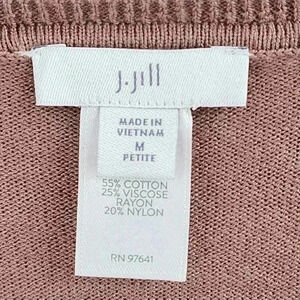 J.Jill
MADE IN
VIETNAM
M
PETITE
55% COTTON
25% VISCOSE
RAYON
20% NYLON
RN 97641